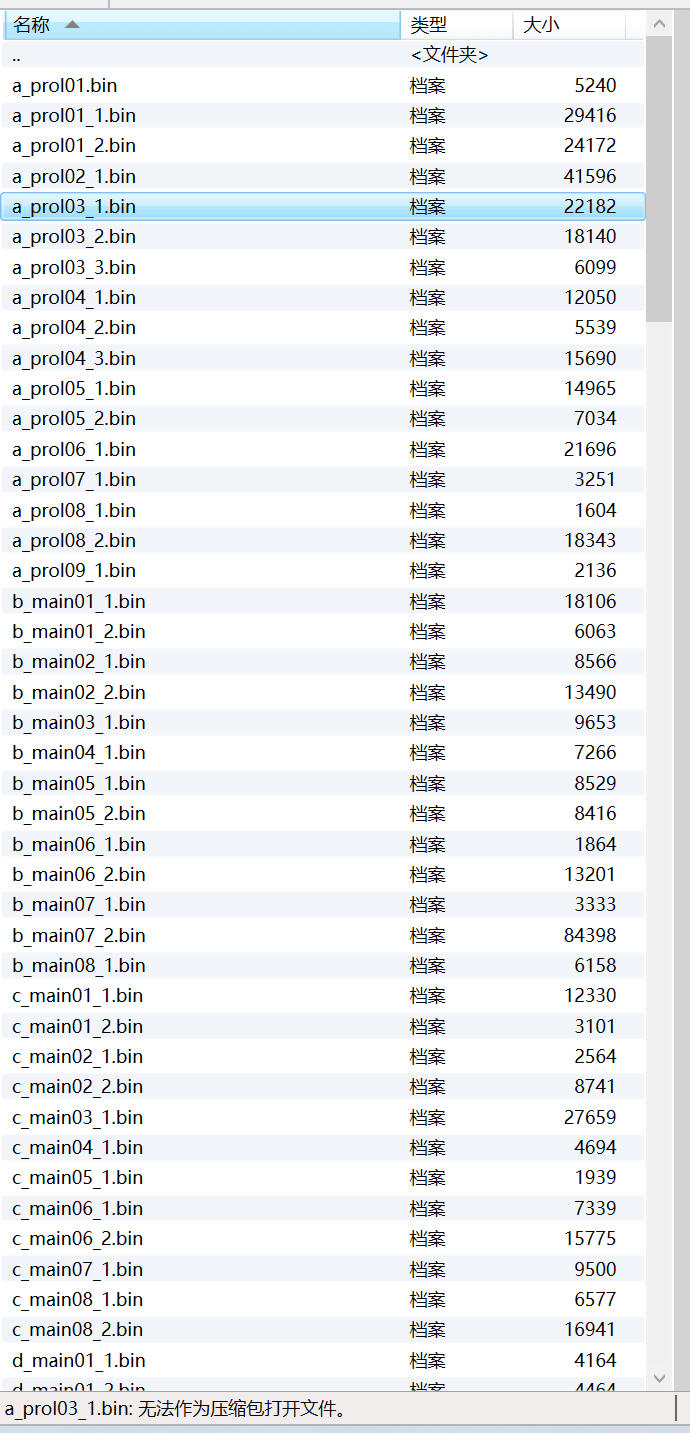 名称 类型 大小
.. <文件夹>
a_prol01.bin 档案 5240
a_prol01_1.bin 档案 29416
a_prol01_2.bin 档案 24172
a_prol02_1.bin 档案 41596
a_prol03_1.bin 档案 22182
a_prol03_2.bin 档案 18140
a_prol03_3.bin 档案 6099
a_prol04_1.bin 档案 12050
a_prol04_2.bin 档案 5539
a_prol04_3.bin 档案 15690
a_prol05_1.bin 档案 14965
a_prol05_2.bin 档案 7034
a_prol06_1.bin 档案 21696
a_prol07_1.bin 档案 3251
a_prol08_1.bin 档案 1604
a_prol08_2.bin 档案 18343
a_prol09_1.bin 档案 2136
b_main01_1.bin 档案 18106
b_main01_2.bin 档案 6063
b_main02_1.bin 档案 8566
b_main02_2.bin 档案 13490
b_main03_1.bin 档案 9653
b_main04_1.bin 档案 7266
b_main05_1.bin 档案 8529
b_main05_2.bin 档案 8416
b_main06_1.bin 档案 1864
b_main06_2.bin 档案 13201
b_main07_1.bin 档案 3333
b_main07_2.bin 档案 84398
b_main08_1.bin 档案 6158
c_main01_1.bin 档案 12330
c_main01_2.bin 档案 3101
c_main02_1.bin 档案 2564
c_main02_2.bin 档案 8741
c_main03_1.bin 档案 27659
c_main04_1.bin 档案 4694
c_main05_1.bin 档案 1939
c_main06_1.bin 档案 7339
c_main06_2.bin 档案 15775
c_main07_1.bin 档案 9500
c_main08_1.bin 档案 6577
c_main08_2.bin 档案 16941
d_main01_1.bin 档案 4164
d_main01_2.bin 档案 4464
a_prol03_1.bin: 无法作为压缩包打开文件。